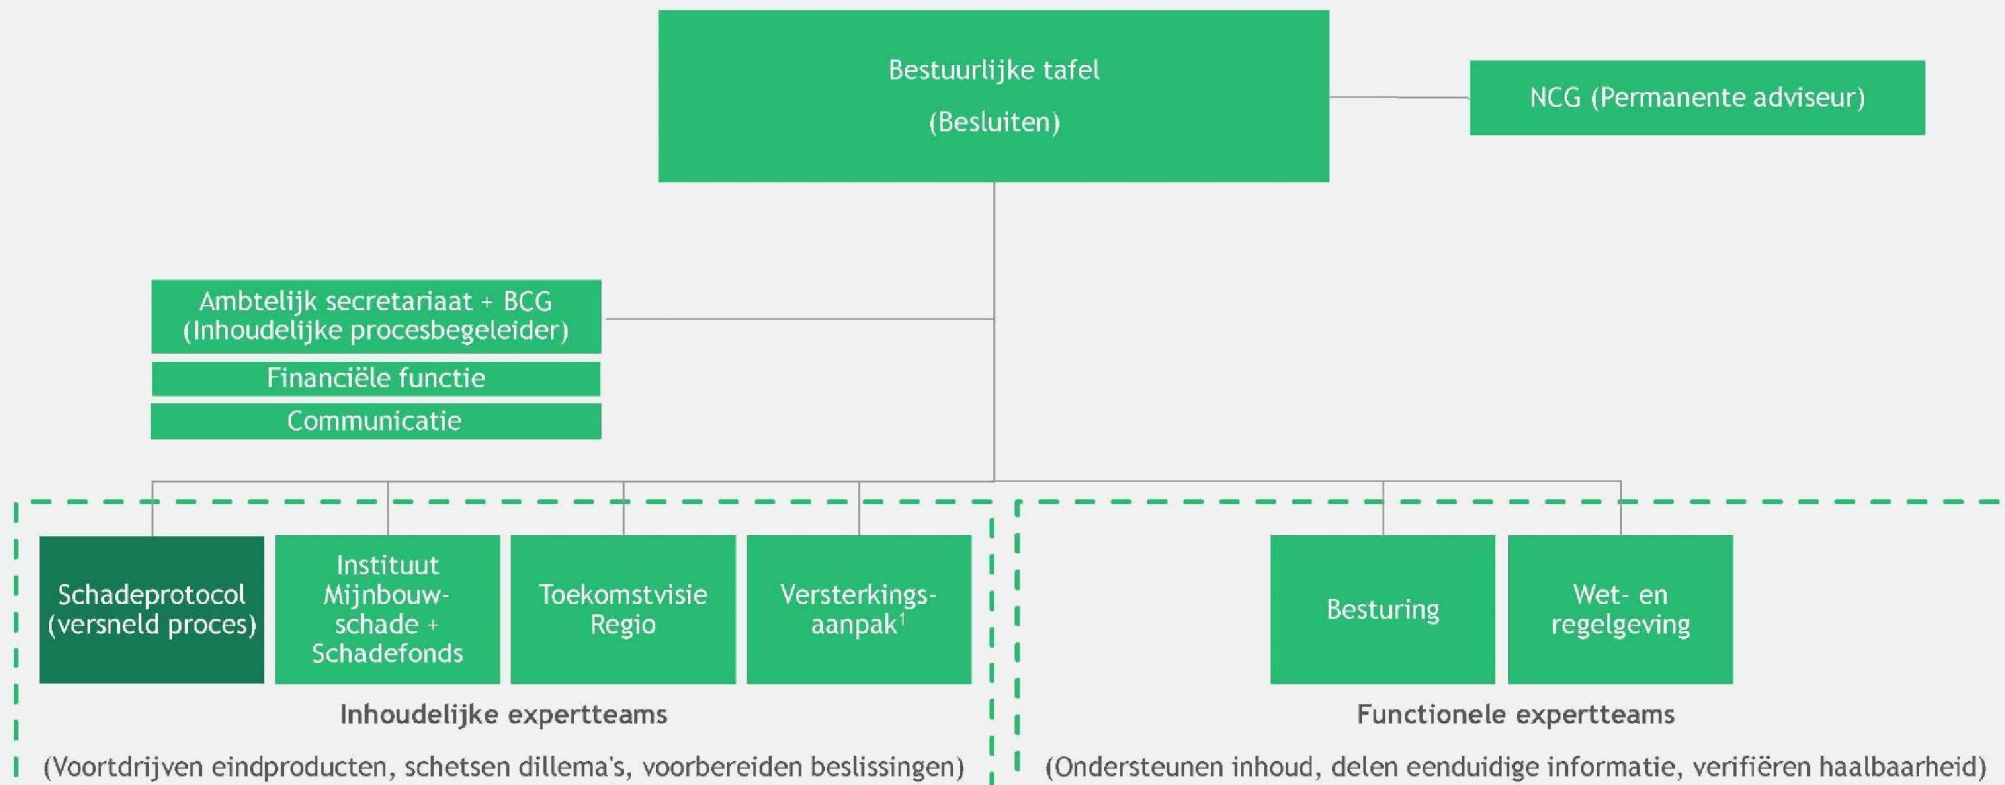 Bestuurlijke tafel
(Besluiten)
NCG (Permanente adviseur)
Ambtelijk secretariaat + BCG
(Inhoudelijke procesbegeleider)
Financiële functie
Communicatie
Schadeprotocol
(versneld proces)
Instituut
Mijnbouw-
schade +
Schadefonds
Toekomstvisie
Regio
Versterkings-
aanpak¹
Besturing
Wet- en
regelgeving
Inhoudelijke expertteams
(Voortdrijven eindproducten, schetsen dillema's, voorbereiden beslissingen)
Functionele expertteams
(Ondersteunen inhoud, delen eenduidige informatie, verifiëren haalbaarheid)